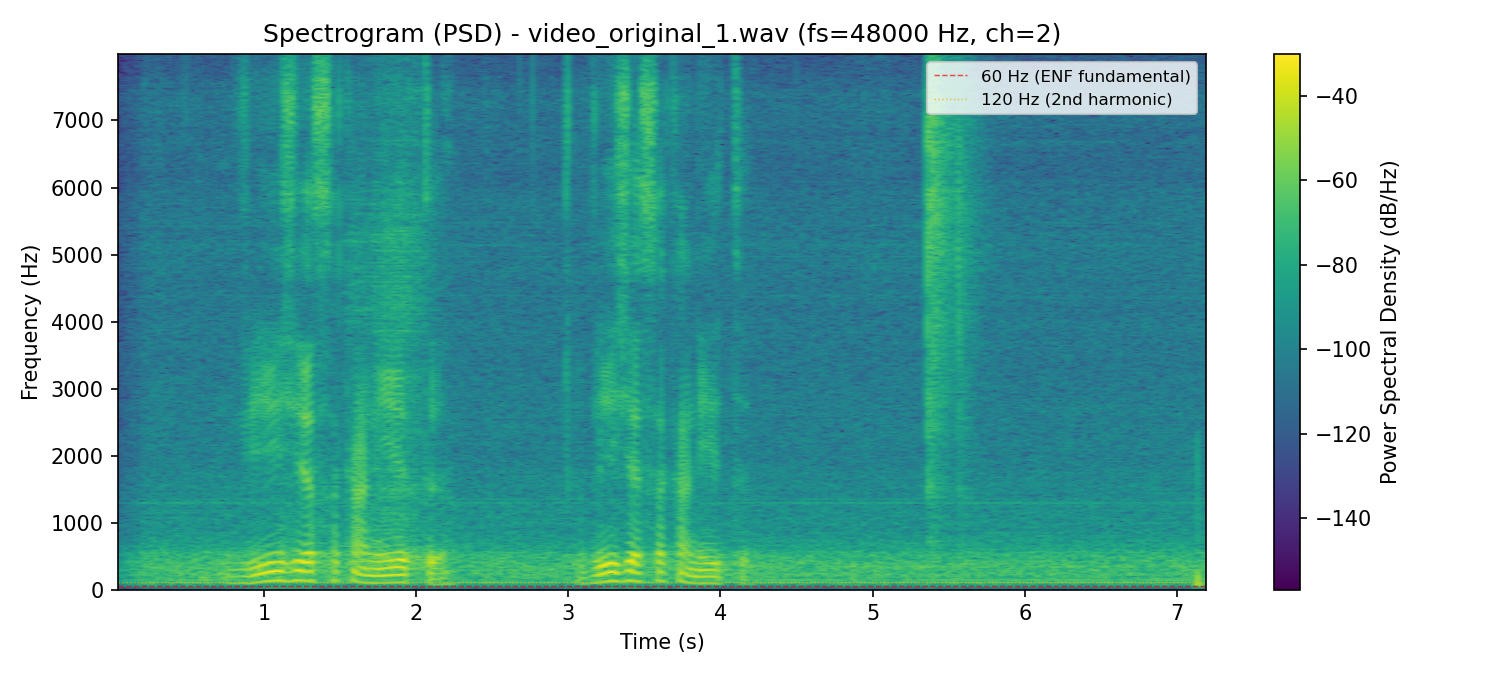 Spectrogram (PSD) - video_original_1.wav (fs=48000 Hz, ch=2)
60 Hz (ENF fundamental)
120 Hz (2nd harmonic)
Frequency (Hz)
7000
6000
5000
4000
3000
2000
1000
0
1 2 3 4 5 6 7
Time (s)
−40
−60
−80
−100
−120
−140
Power Spectral Density (dB/Hz)